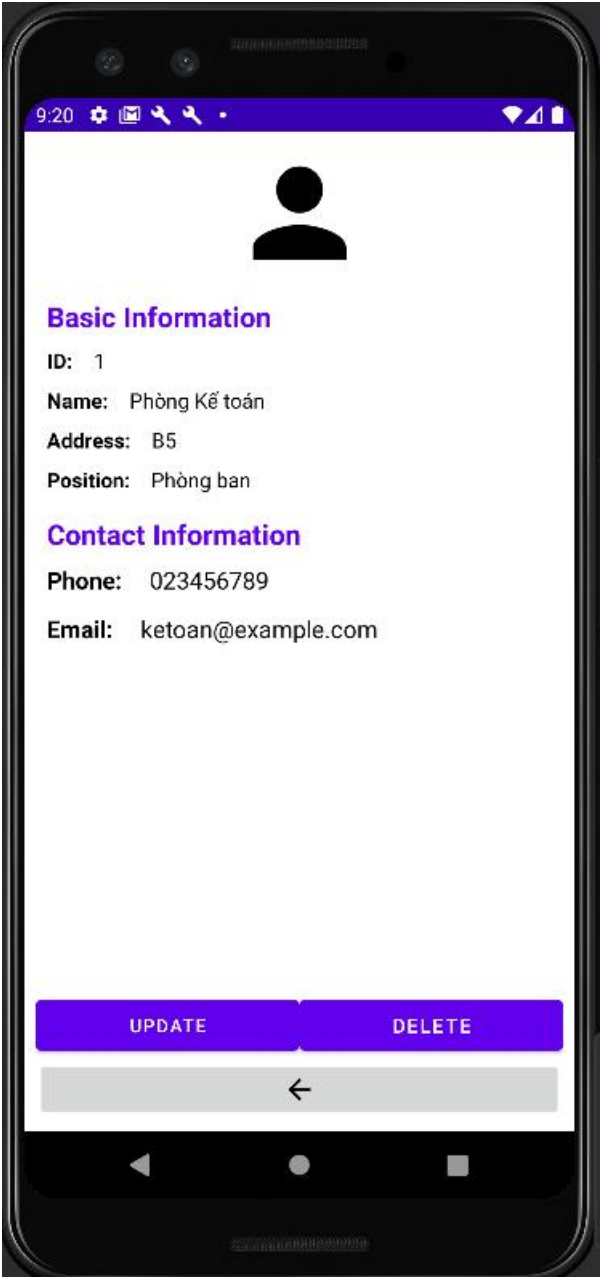 9:20
Basic Information
ID: 1
Name: Phòng Kế toán
Address: B5
Position: Phòng ban
Contact Information
Phone: 023456789
Email: ketoan@example.com
UPDATE DELETE